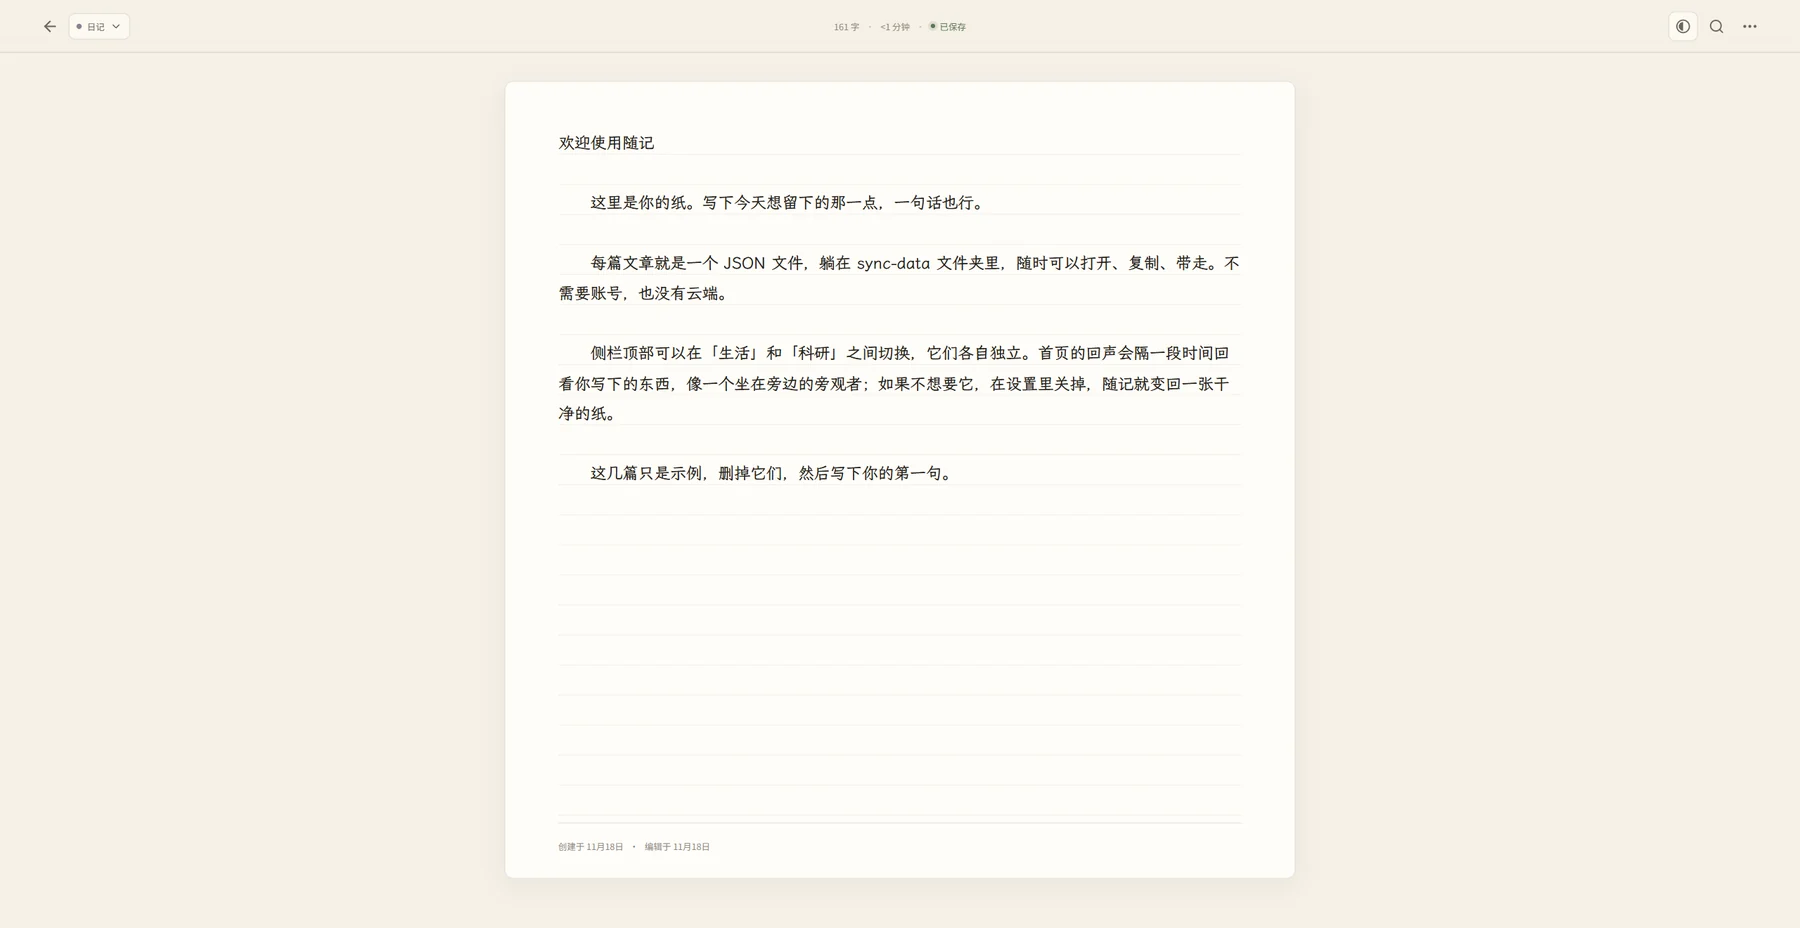 日记
161 字 · <1 分钟 · 已保存
欢迎使用随记
这里是你的纸。写下今天想留下的那一点，一句话也行。
每篇文章就是一个 JSON 文件，躺在 sync-data 文件夹里，随时可以打开、复制、带走。不
需要账号，也没有云端。
侧栏顶部可以在「生活」和「科研」之间切换，它们各自独立。首页的回声会隔一段时间回
看你写下的东西，像一个坐在旁边的旁观者；如果不想要它，在设置里关掉，随记就变回一张干
净的纸。
这几篇只是示例，删掉它们，然后写下你的第一句。
创建于 11月18日 • 编辑于 11月18日